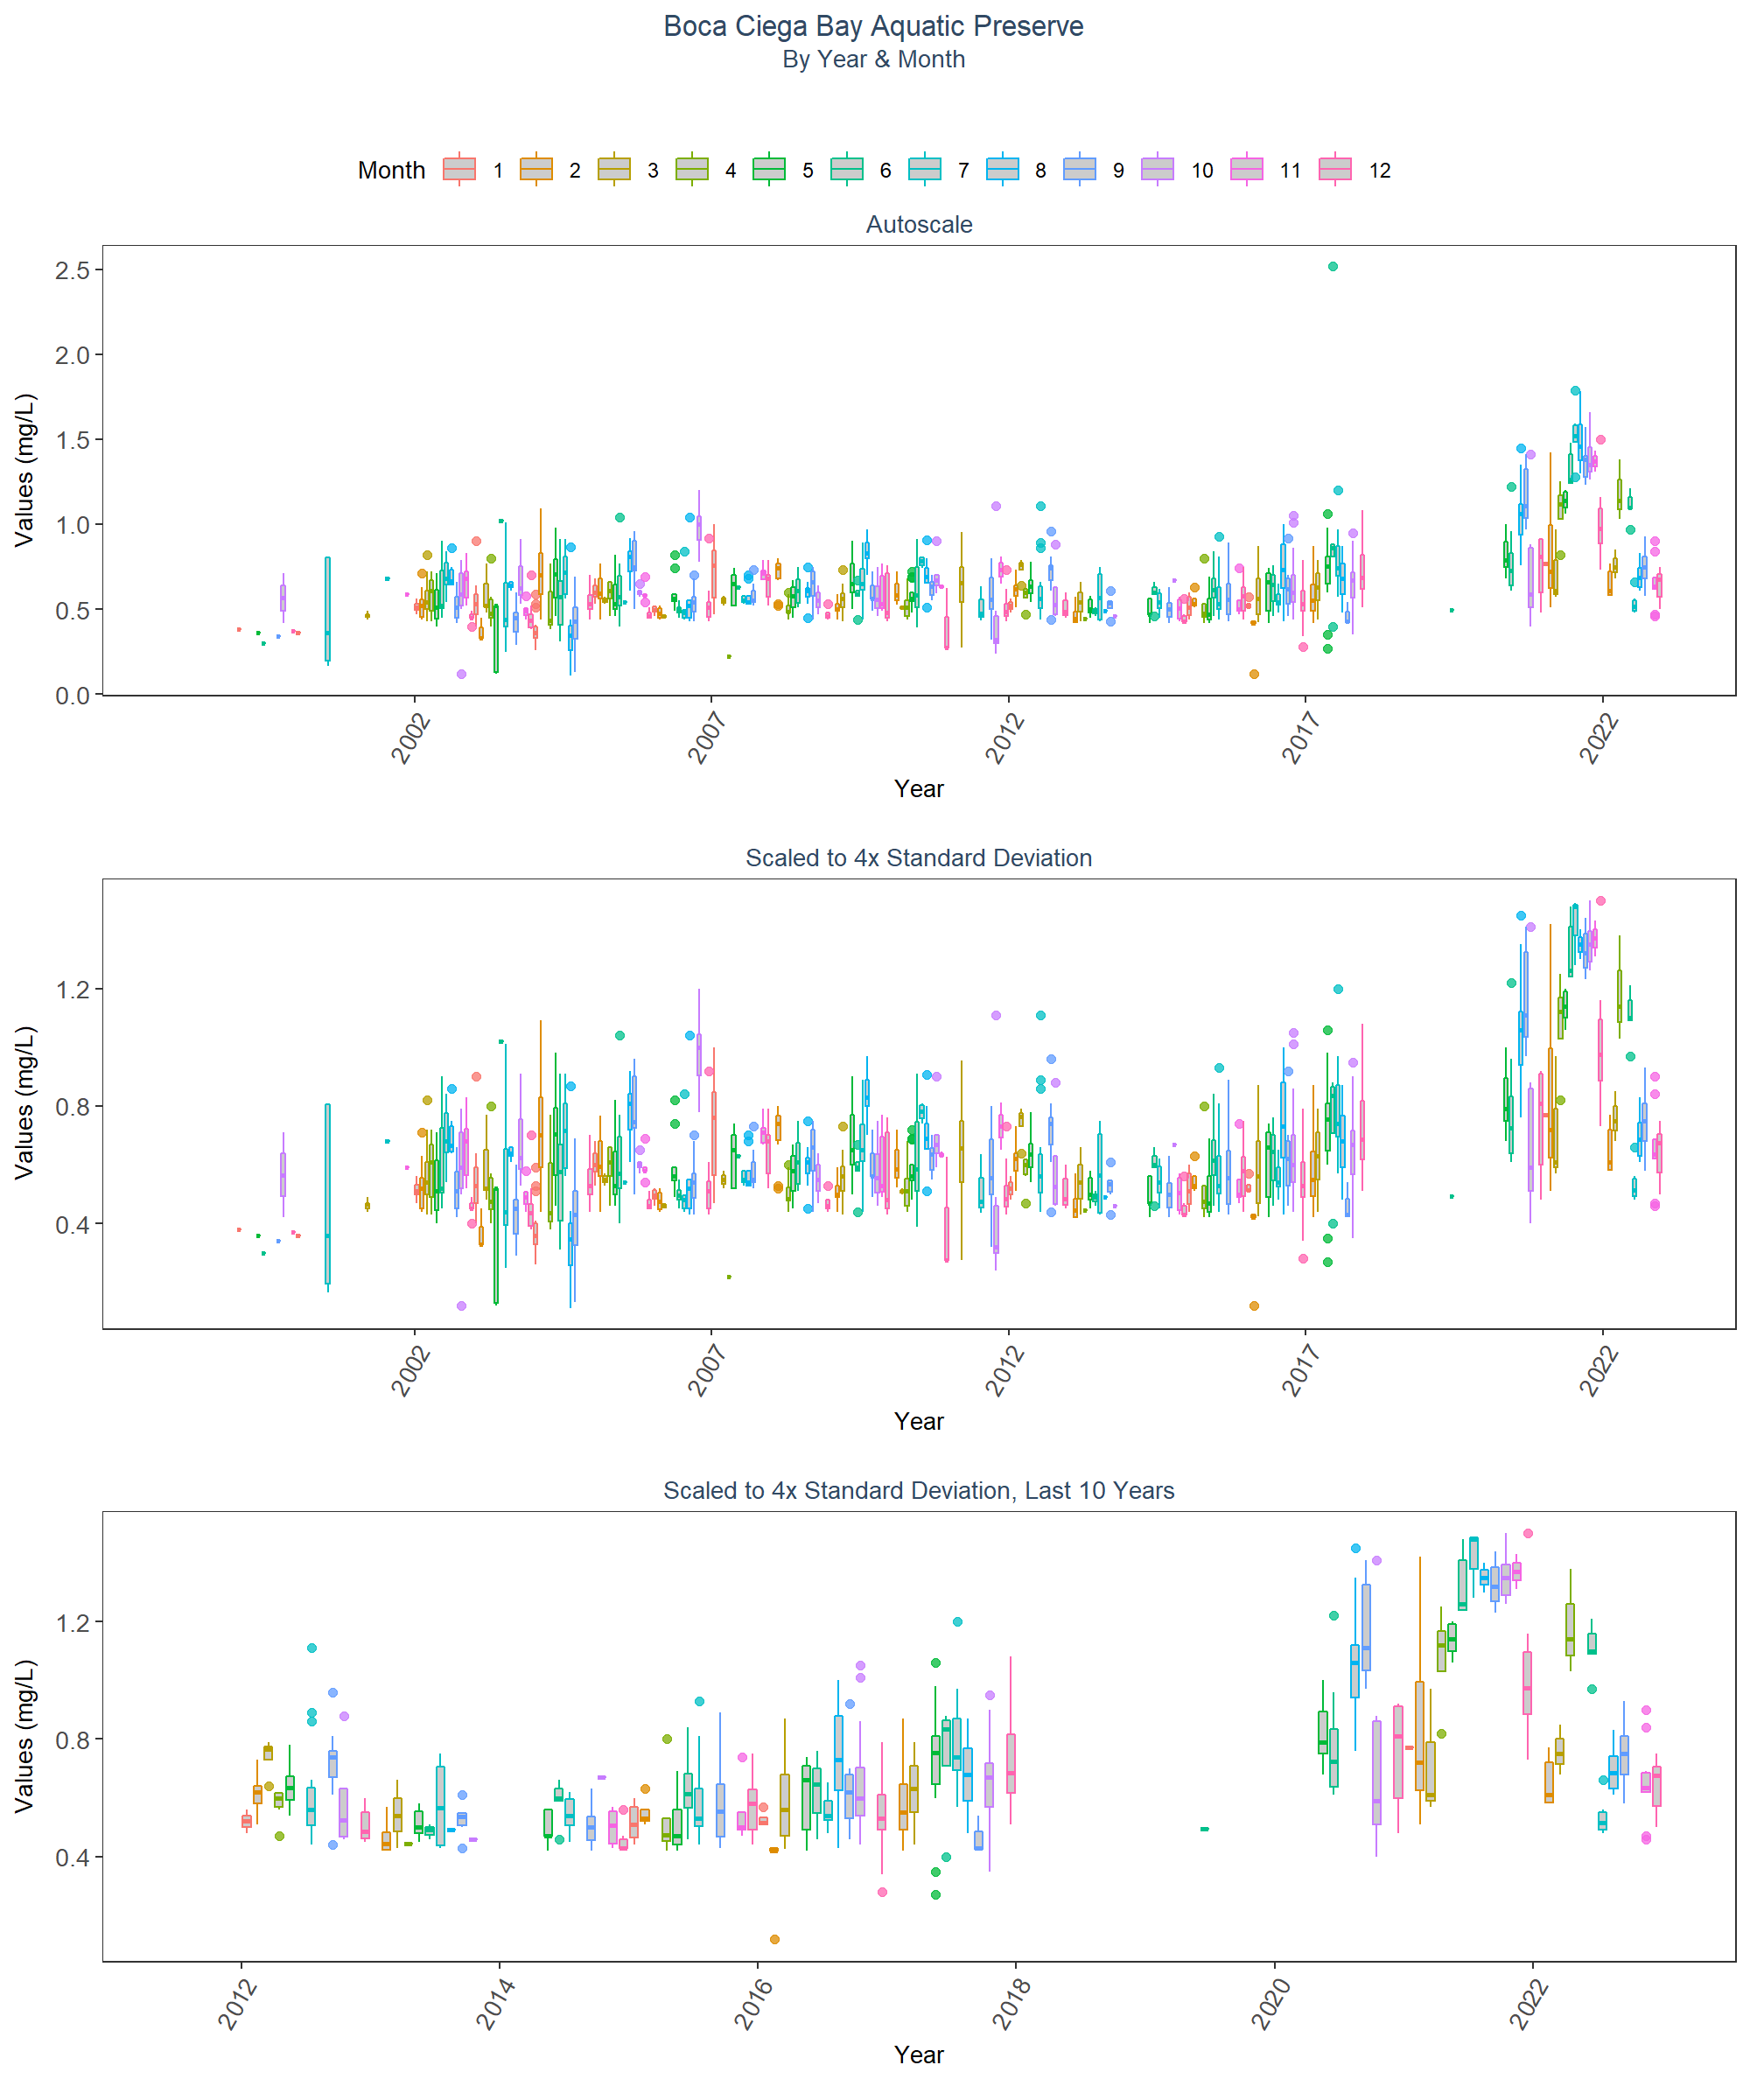 Boca Ciega Bay Aquatic Preserve
By Year & Month
Month 1 2 3 4 5 6 7 8 9 10 11 12
Autoscale
Values (mg/L)
2.5
2.0
1.5
1.0
0.5
0.0
2002 2007 2012 2017 2022
Year
Scaled to 4x Standard Deviation
Values (mg/L)
1.2
0.8
0.4
2002 2007 2012 2017 2022
Year
Scaled to 4x Standard Deviation, Last 10 Years
Values (mg/L)
1.2
0.8
0.4
2012 2014 2016 2018 2020 2022
Year